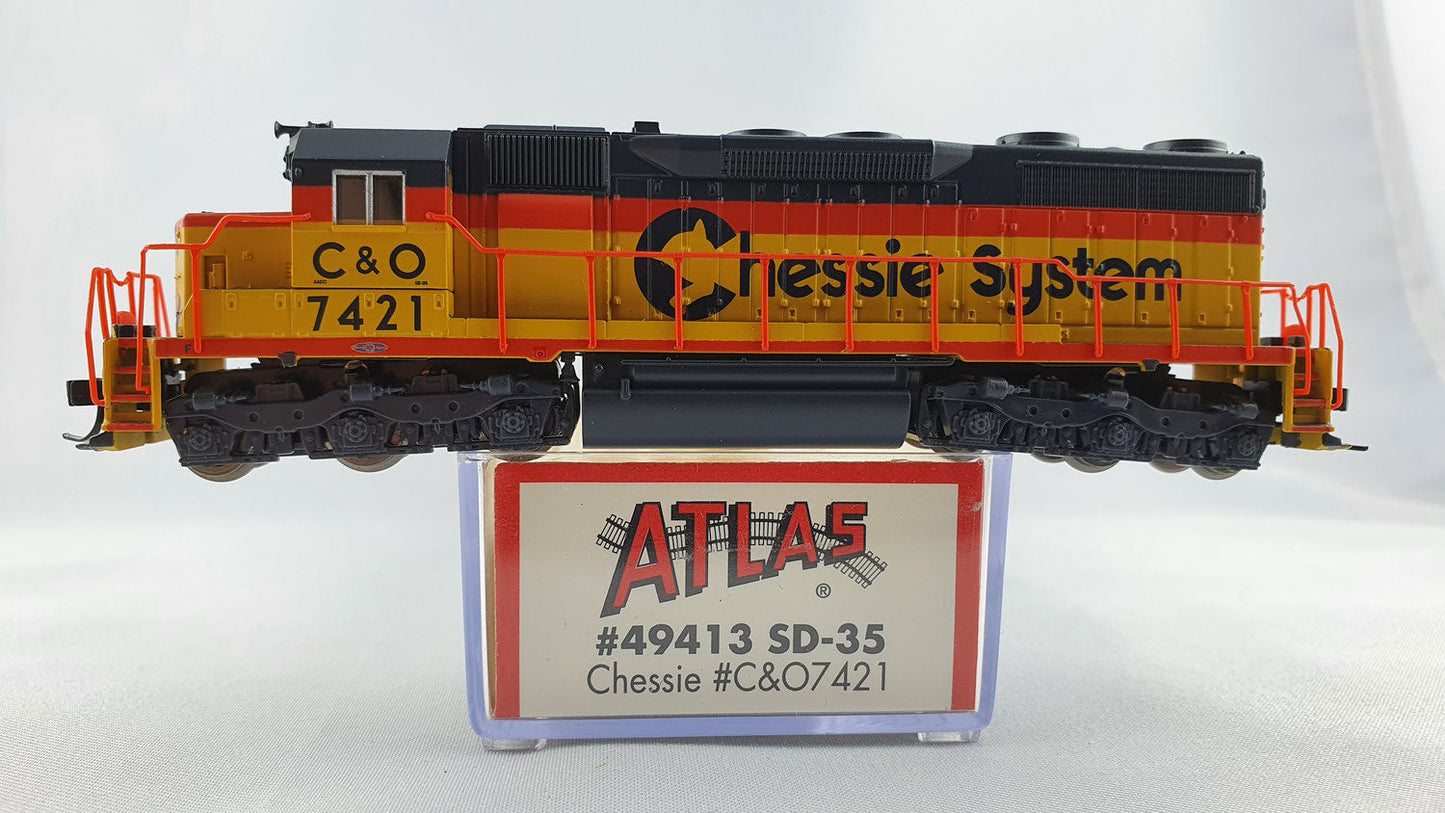 C & O
7421
Chessie System
F
ATLAS
®
#49413 SD-35
Chessie #C&O7421